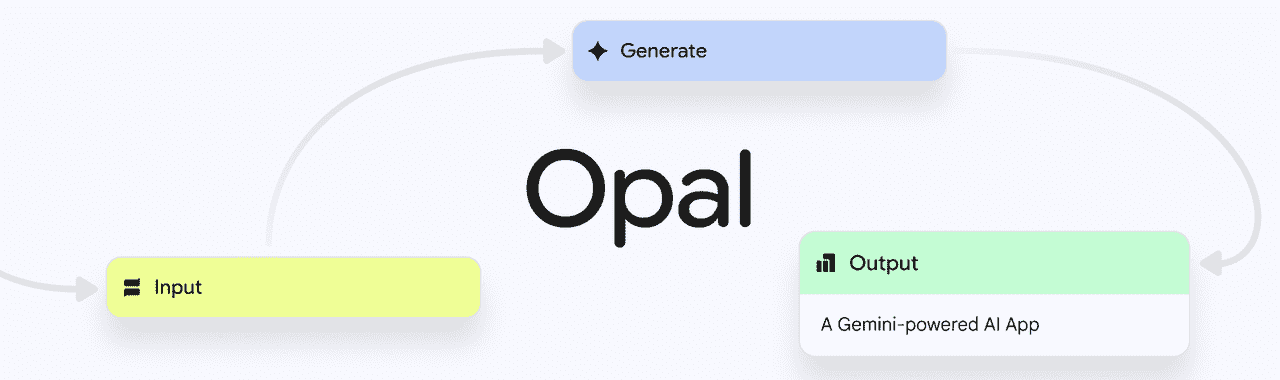 Generate
Opal
Input
Output
A Gemini-powered AI App